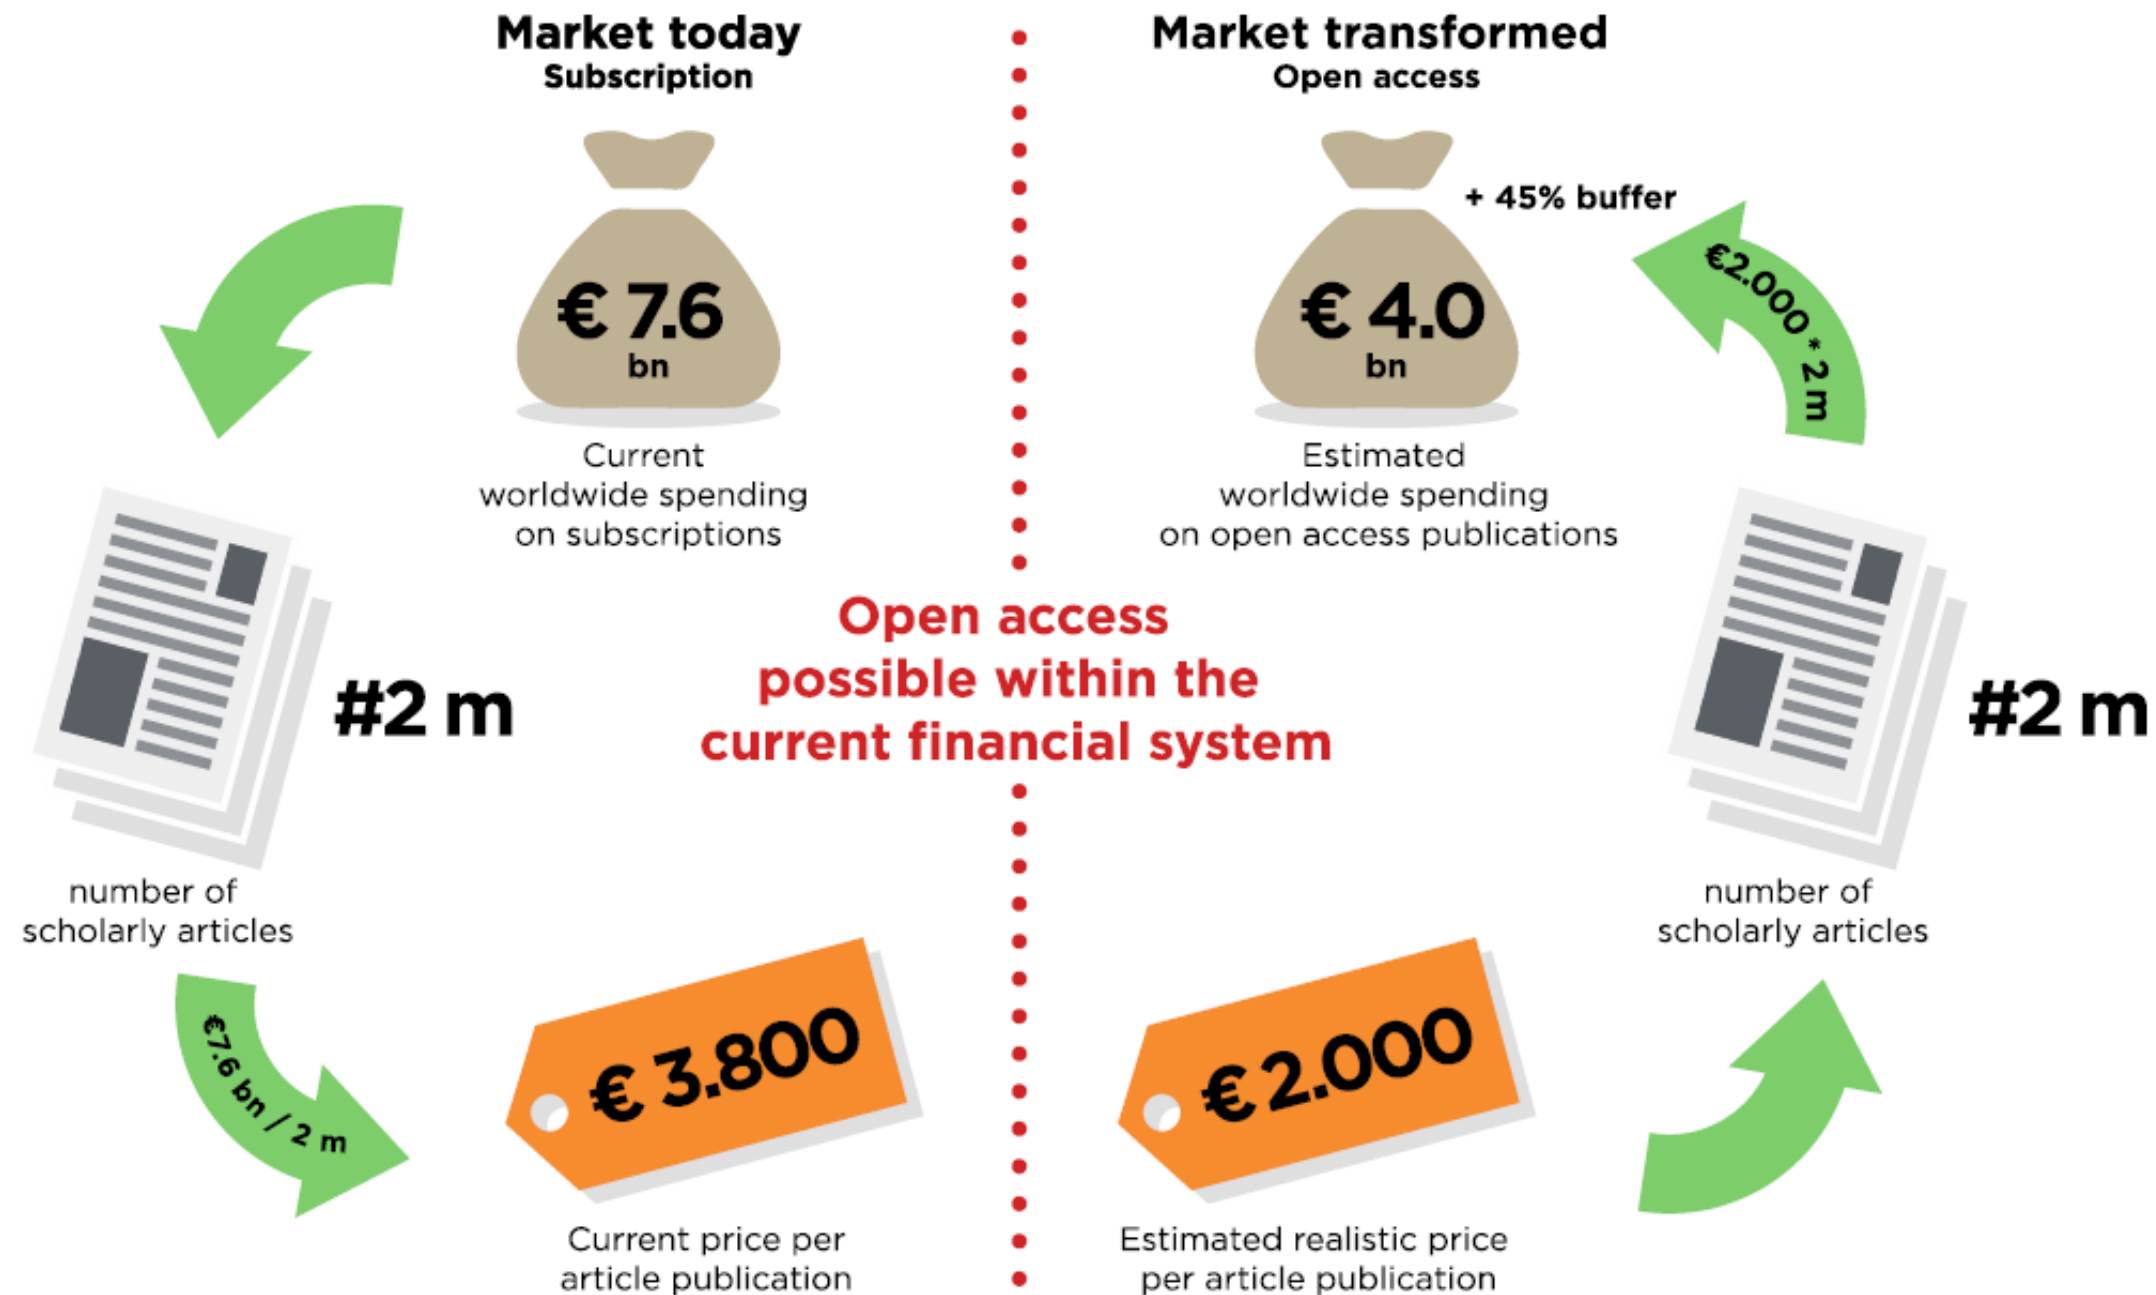 Market today
Subscription
€ 7.6
bn
Current
worldwide spending
on subscriptions
#2 m
number of
scholarly articles
€7.6 bn / 2 m
€ 3.800
Current price per
article publication
Open access
possible within the
current financial system
Market transformed
Open access
+ 45% buffer
€ 4.0
bn
Estimated
worldwide spending
on open access publications
€2.000 * 2 m
#2 m
number of
scholarly articles
€ 2.000
Estimated realistic price
per article publication